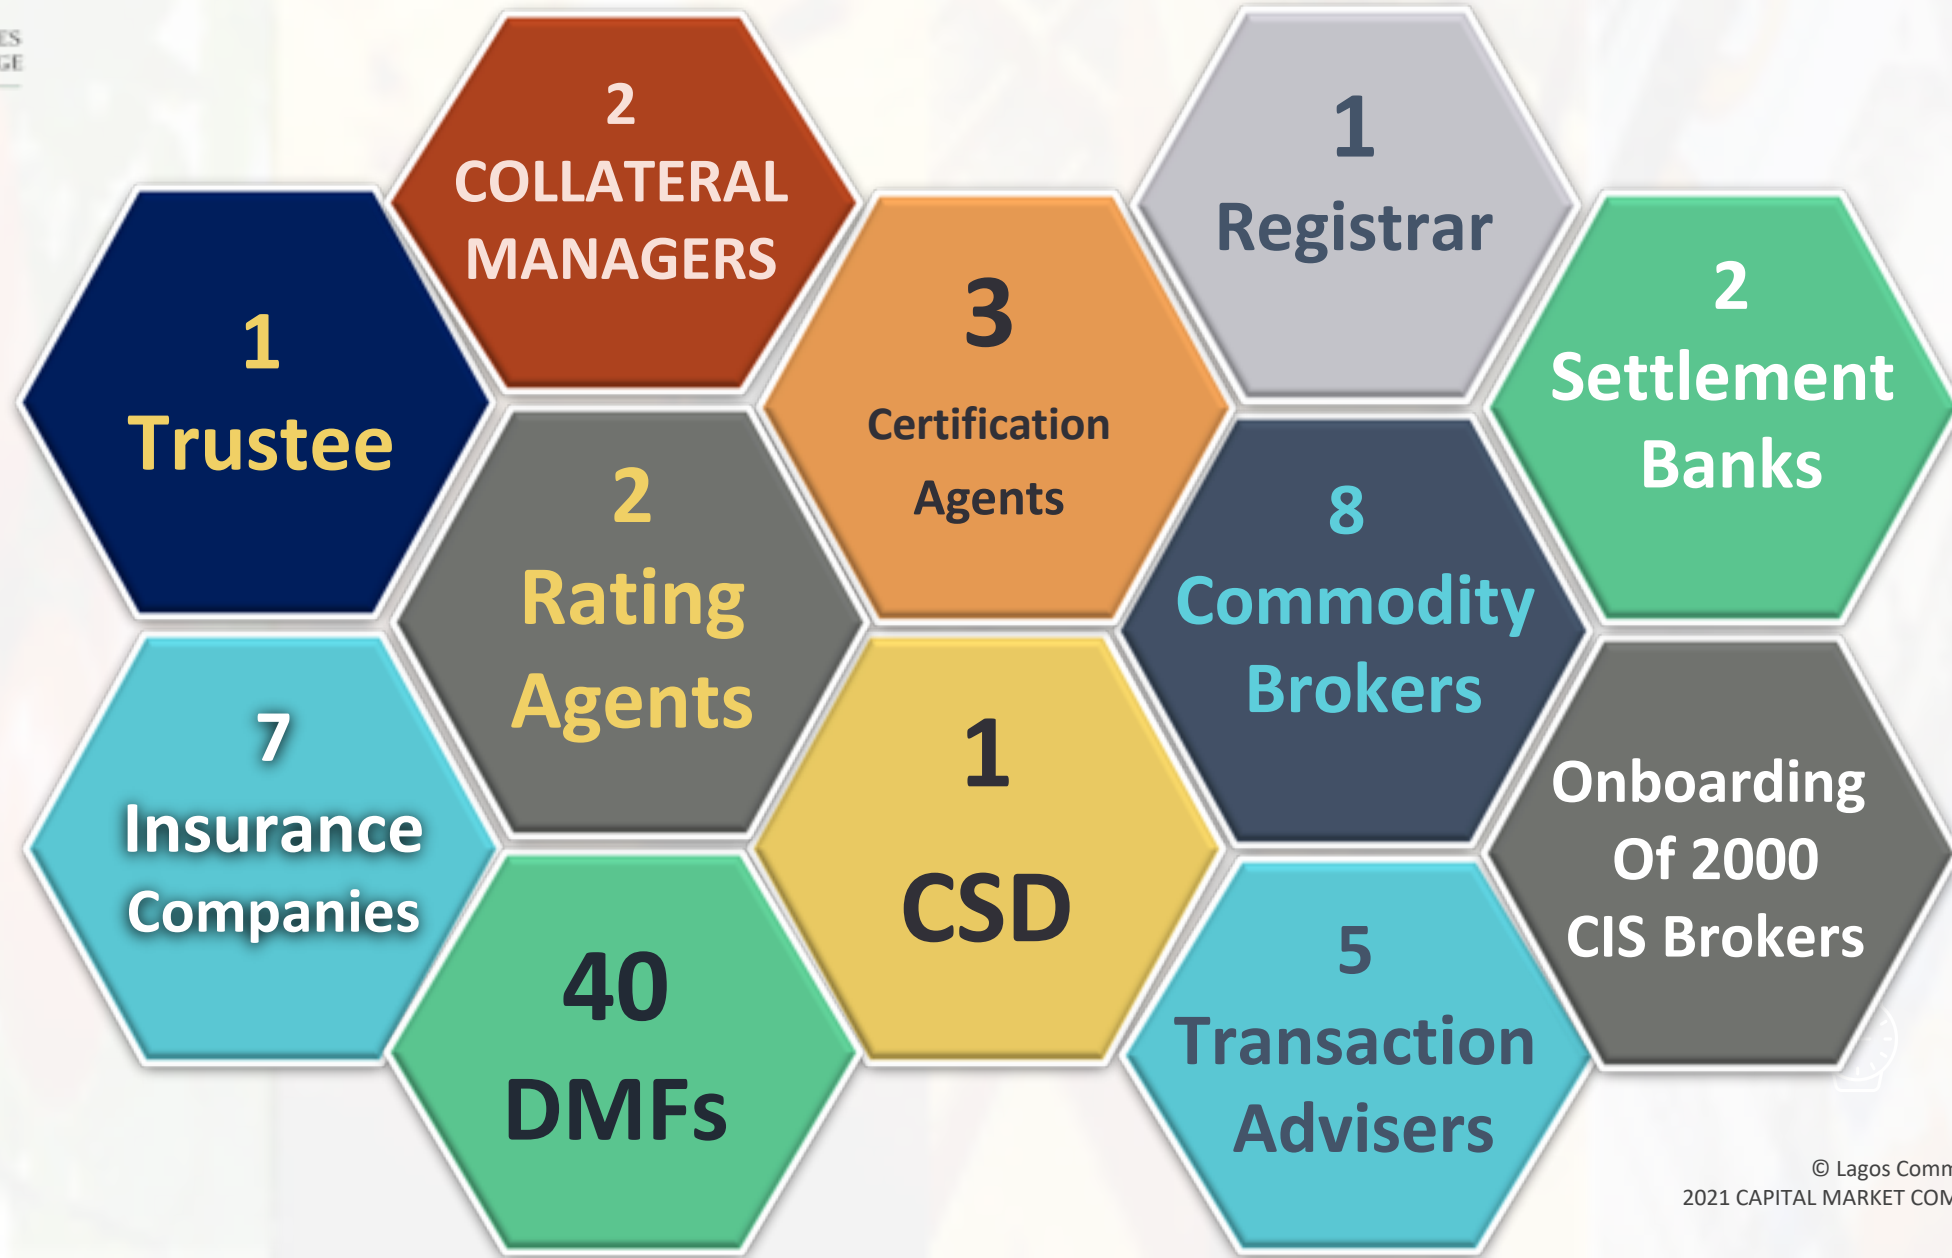 2
COLLATERAL
MANAGERS
1
Registrar
1
Trustee
3
Certification
Agents
2
Settlement
Banks
2
Rating
Agents
8
Commodity
Brokers
7
Insurance
Companies
1
CSD
Onboarding
Of 2000
CIS Brokers
40
DMFs
5
Transaction
Advisers
© Lagos
2021 CAPITAL MARKET